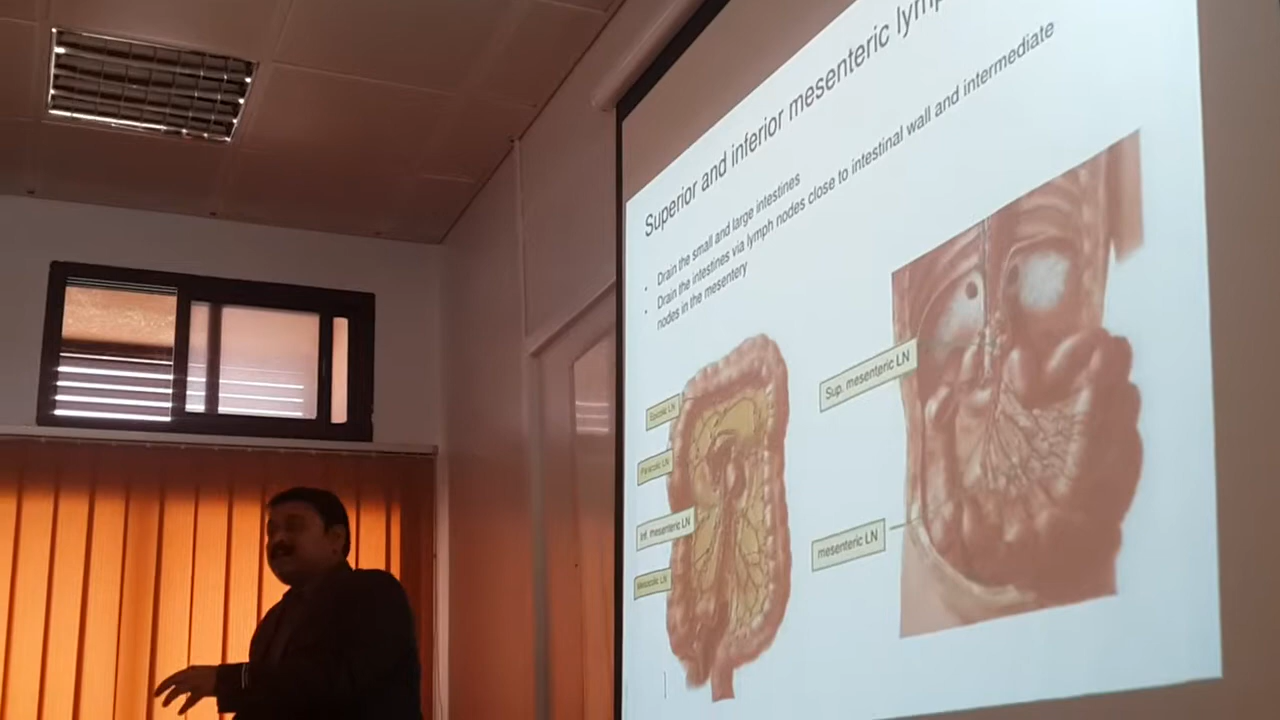 Superior and inferior mesenteric
Drain the small and large intestines
Drain the intestines via lymph nodes close to intestinal wall and intermediate
nodes in the mesentery
Epicolic LN
Paracolic LN
Inf. mesenteric LN
Mesocolic LN
Sup. mesenteric LN
mesenteric LN